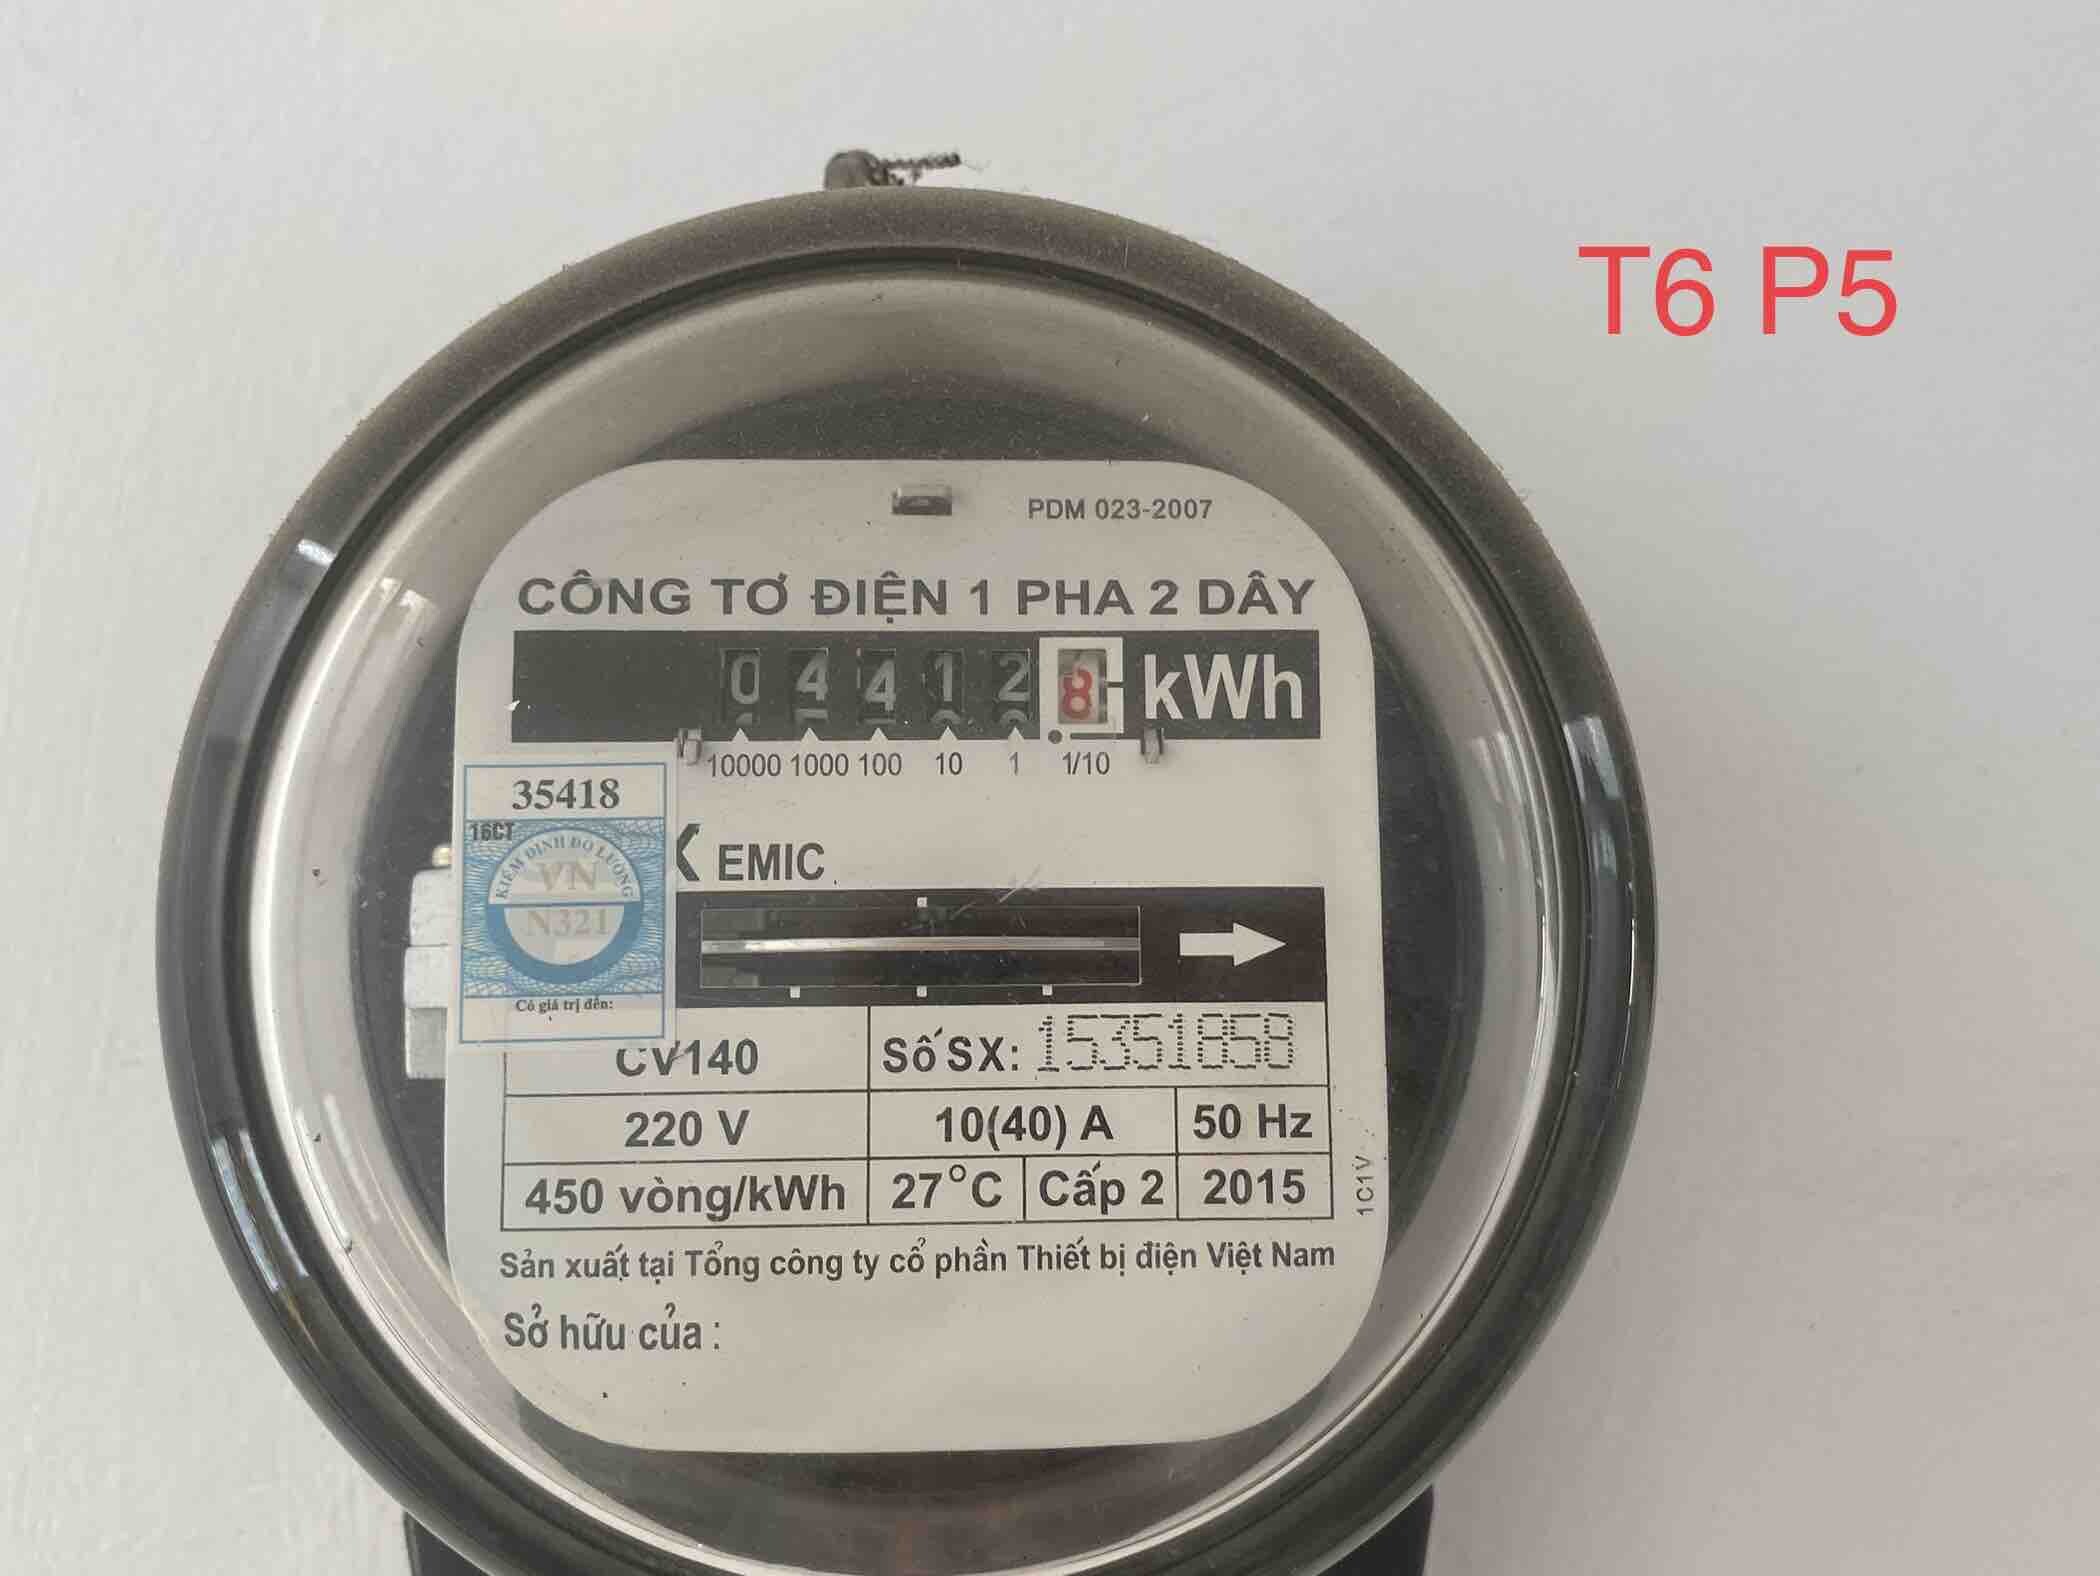 T6 P5
PDM 023-2007
CÔNG TƠ ĐIỆN 1 PHA 2 DÂY
0 4 4 1 2 8 kWh
10000 1000 100 10 1 1/10
35418
16CT
KIỂM ĐỊNH ĐO LƯỜNG
VN
N321
Có giá trị đến:
EMIC
CV140 Số SX: 15351858
220 V 10(40) A 50 Hz
450 vòng/kWh 27°C Cấp 2 2015
1C1V
Sản xuất tại Tổng công ty cổ phần Thiết bị điện Việt Nam
Sở hữu của :